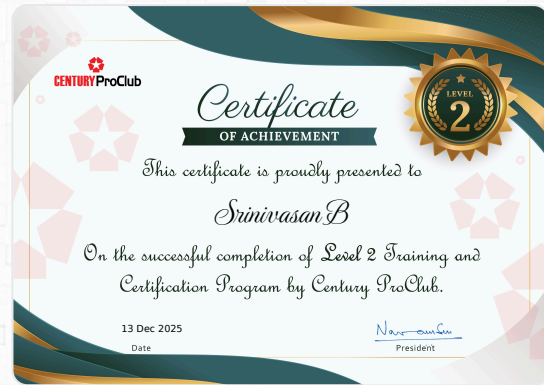 CENTURY ProClub
Certificate
OF ACHIEVEMENT
LEVEL
2
This certificate is proudly presented to
Srinivasan B
On the successful completion of Level 2 Training and
Certification Program by Century ProClub.
13 Dec 2025
Date
President